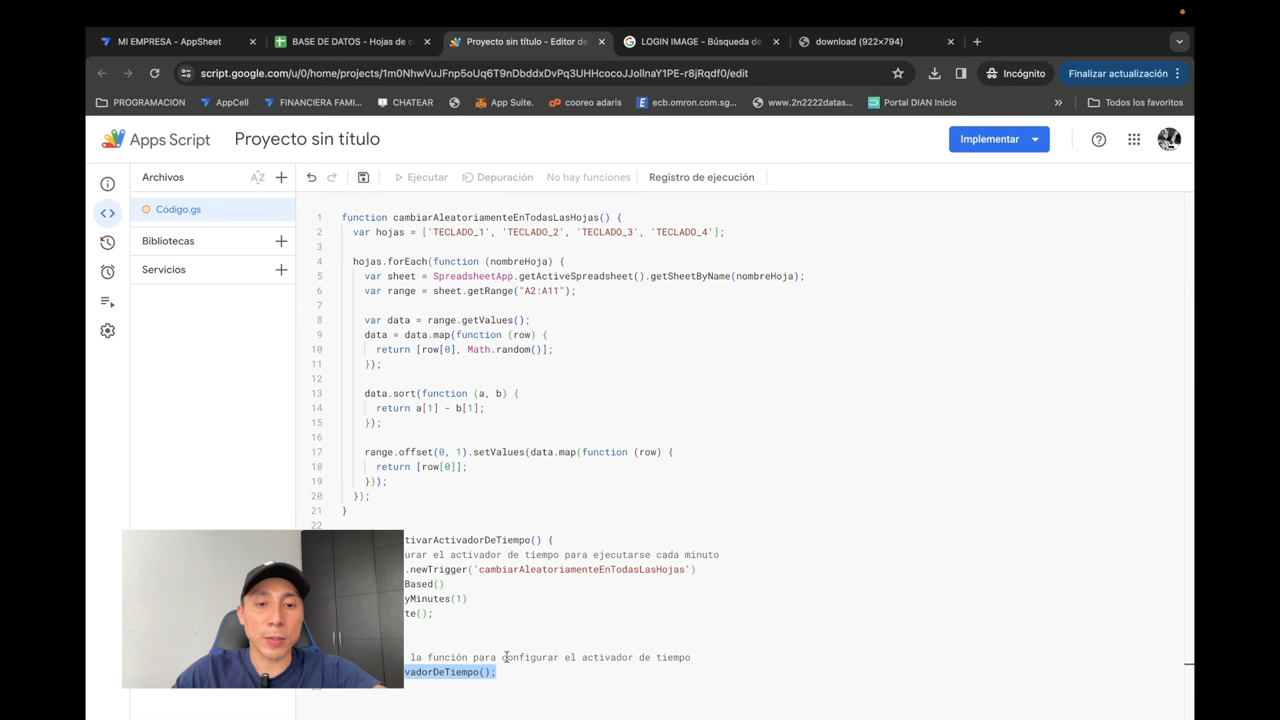 MI EMPRESA - AppSheet
BASE DE DATOS - Hojas de c
Proyecto sin título - Editor de
LOGIN IMAGE - Búsqueda de
download (922×794)
script.google.com/u/0/home/projects/1m0NhwVuJFnp5oUq6T9nDbddxDvPq3UHHcocoJJollnaY1PE-r8jRqdf0/edit
Incógnito
Finalizar actualización
PROGRAMACION
AppCell
FINANCIERA FAMI...
CHATEAR
App Suite.
cooreo adaris
ecb.omron.com.sg...
www.2n2222datas...
Portal DIAN Inicio
»
Todos los favoritos
Apps Script
Proyecto sin título
Implementar
Archivos
Ejecutar
Depuración
No hay funciones
Registro de ejecución
Código.gs
Bibliotecas
Servicios
1 function cambiarAleatoriamenteEnTodasLasHojas() {
2 var hojas = ['TECLADO_1', 'TECLADO_2', 'TECLADO_3', 'TECLADO_4'];
3
4 hojas.forEach(function (nombreHoja) {
5 var sheet = SpreadsheetApp.getActiveSpreadsheet().getSheetByName(nombreHoja);
6 var range = sheet.getRange("A2:A11");
7
8 var data = range.getValues();
9 data = data.map(function (row) {
10 return [row[0], Math.random()];
11 });
12
13 data.sort(function (a, b) {
14 return a[1] - b[1];
15 });
16
17 range.offset(0, 1).setValues(data.map(function (row) {
18 return [row[0]];
19 }));
20 });
21 }
22
tivarActivadorDeTiempo() {
urar el activador de tiempo para ejecutarse cada minuto
.newTrigger('cambiarAleatoriamenteEnTodasLasHojas')
Based()
yMinutes(1)
te();
la función para configurar el activador de tiempo
vadorDeTiempo();